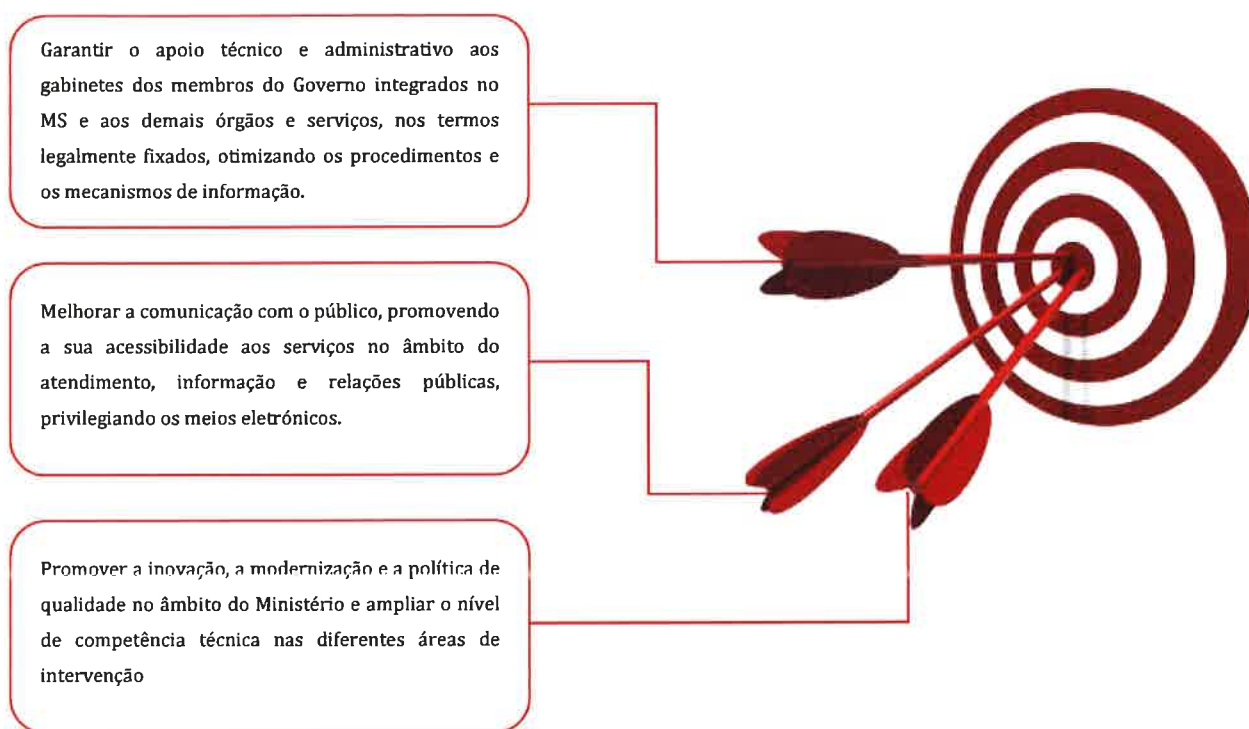 Garantir o apoio técnico e administrativo aos
gabinetes dos membros do Governo integrados no
MS e aos demais órgãos e serviços, nos termos
legalmente fixados, otimizando os procedimentos e
os mecanismos de informação.
Melhorar a comunicação com o público, promovendo
a sua acessibilidade aos serviços no âmbito do
atendimento, informação e relações públicas,
privilegiando os meios eletrónicos.
Promover a inovação, a modernização e a política de
qualidade no âmbito do Ministério e ampliar o nível
de competência técnica nas diferentes áreas de
intervenção